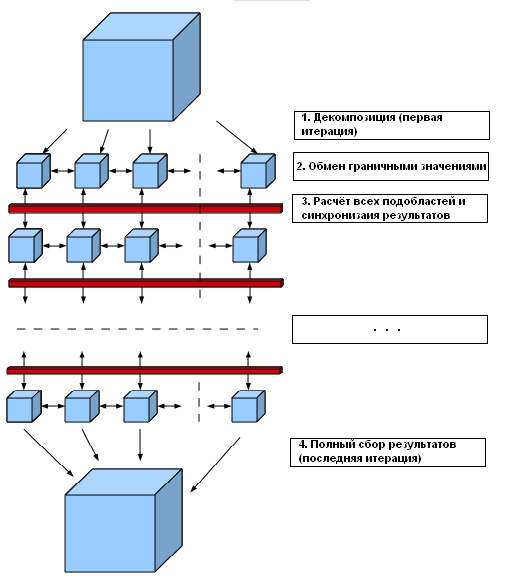 1. Декомпозиция (первая
итерация)
2. Обмен граничными значениями
3. Расчёт всех подобластей и
синхронизаия результатов
. . .
4. Полный сбор результатов
(последняя итерация)